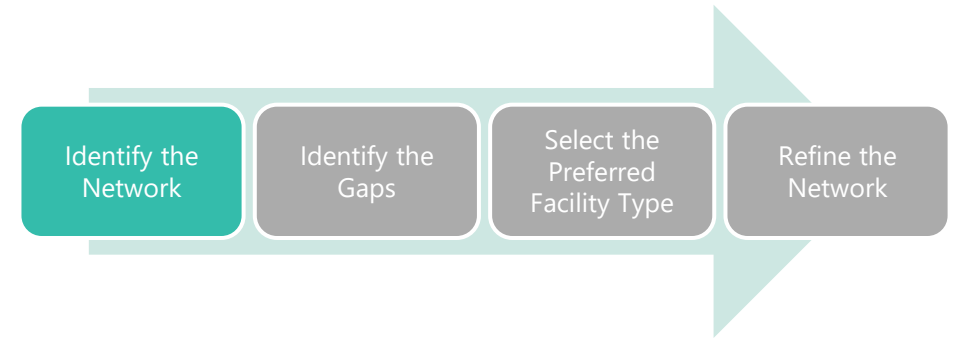 Identify the
Network
Identify the
Gaps
Select the
Preferred
Facility Type
Refine the
Network